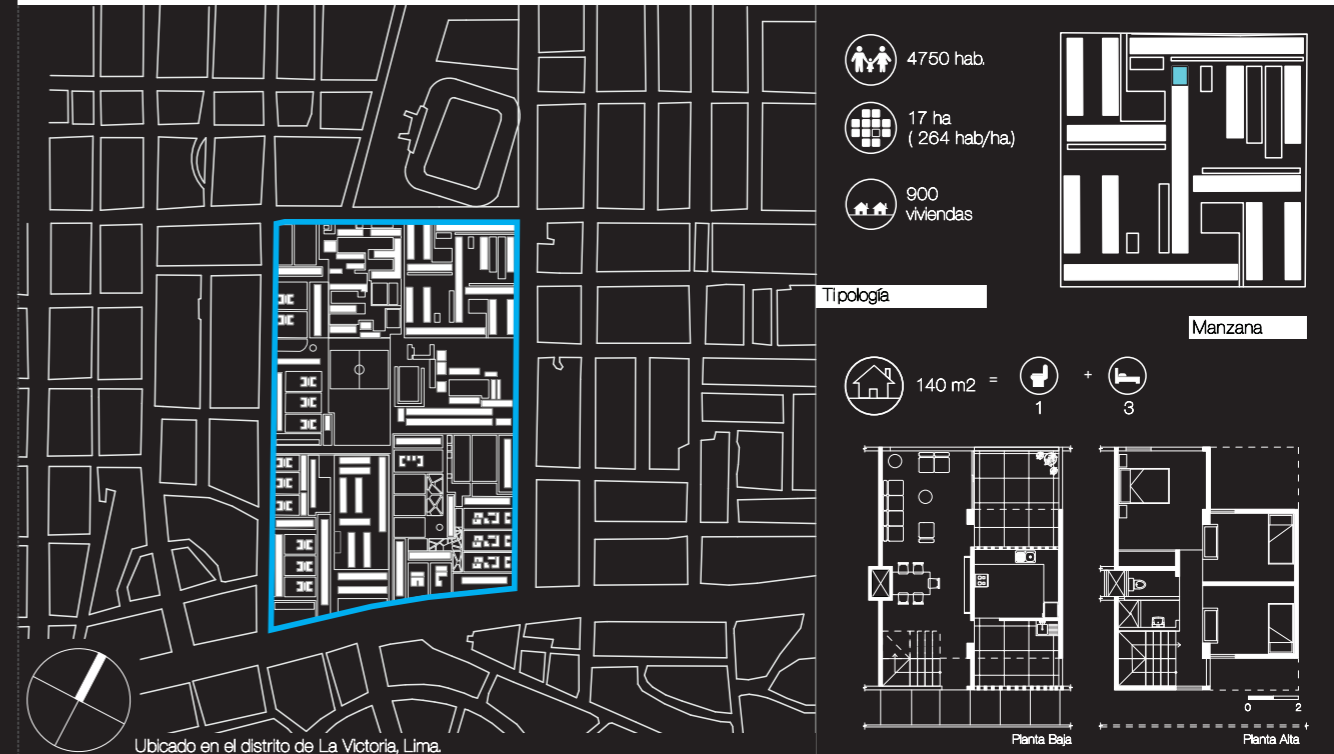 4750 hab.
17 ha
( 264 hab/ha.)
900
viviendas
Tipología
Manzana
140 m2 = + 
1 3
0 2
Planta Baja
Planta Alta
Ubicado en el distrito de La Victoria, Lima.